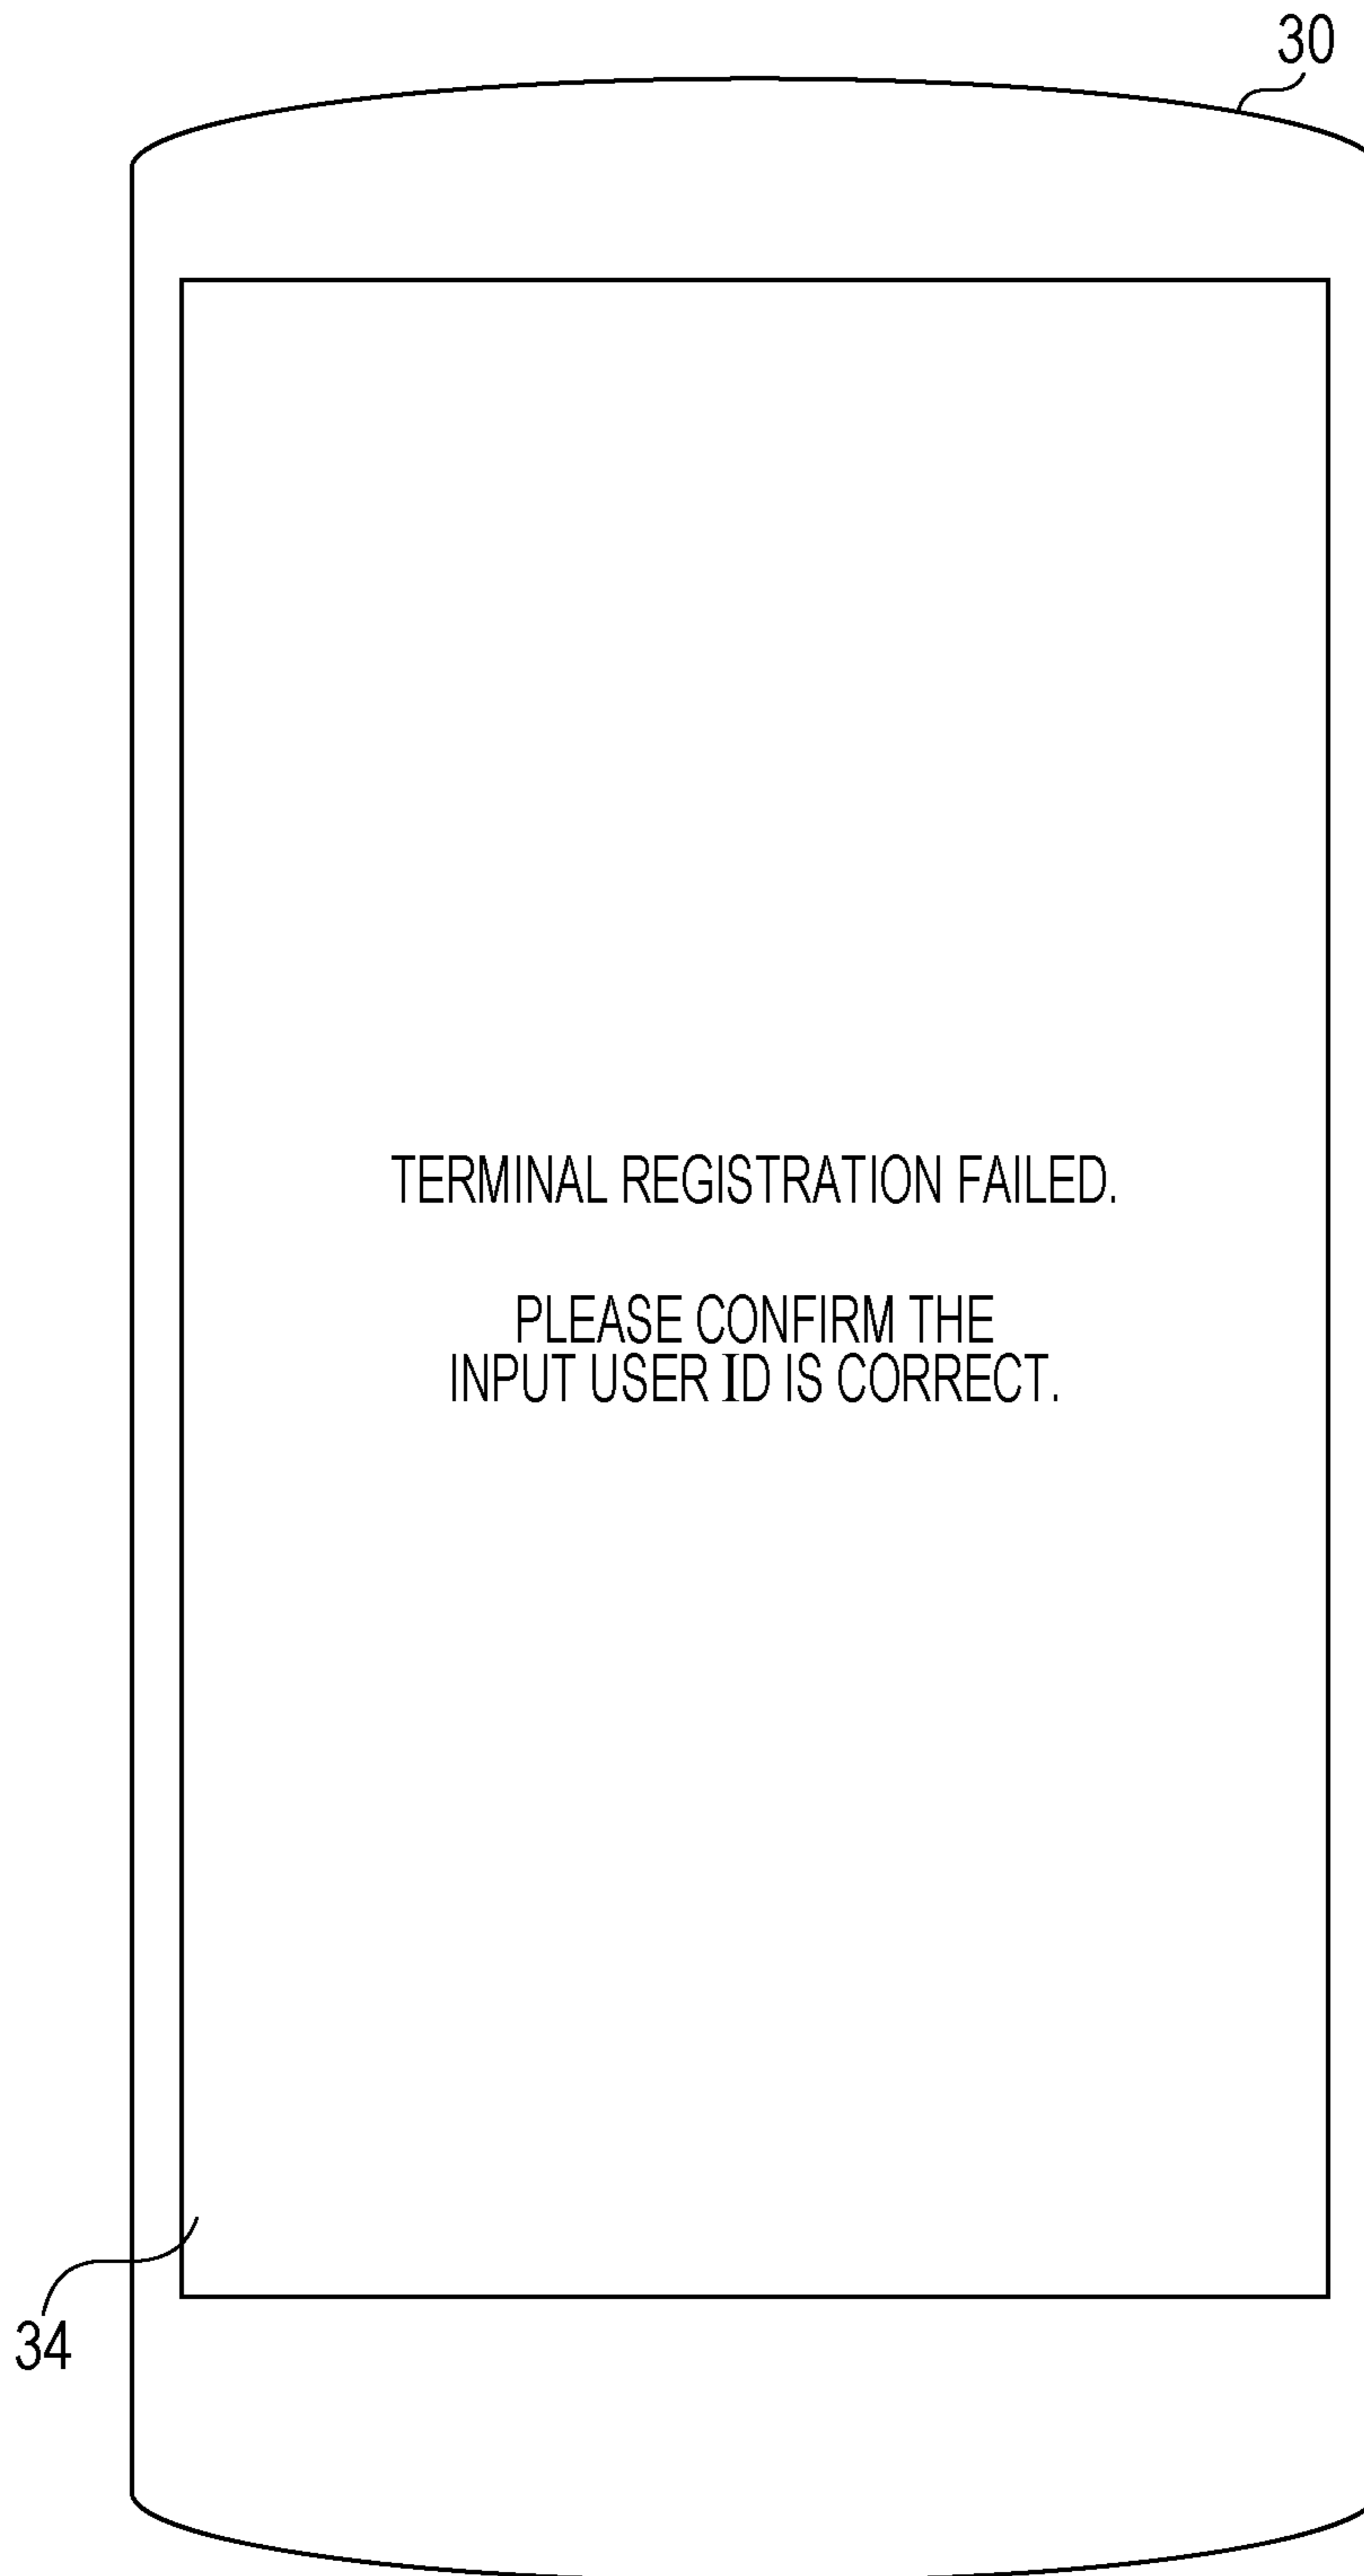 30
TERMINAL REGISTRATION FAILED.
PLEASE CONFIRM THE
INPUT USER ID IS CORRECT.
34